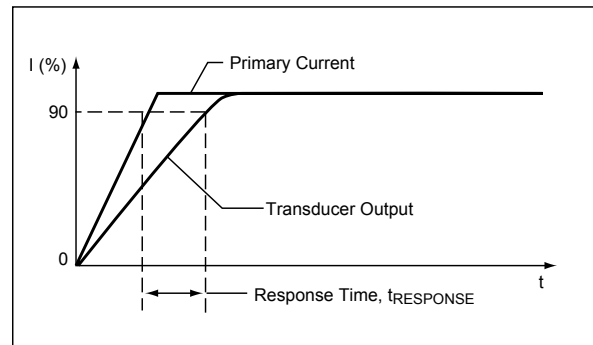 I (%)
Primary Current
90
Transducer Output
0
t
Response Time, tRESPONSE